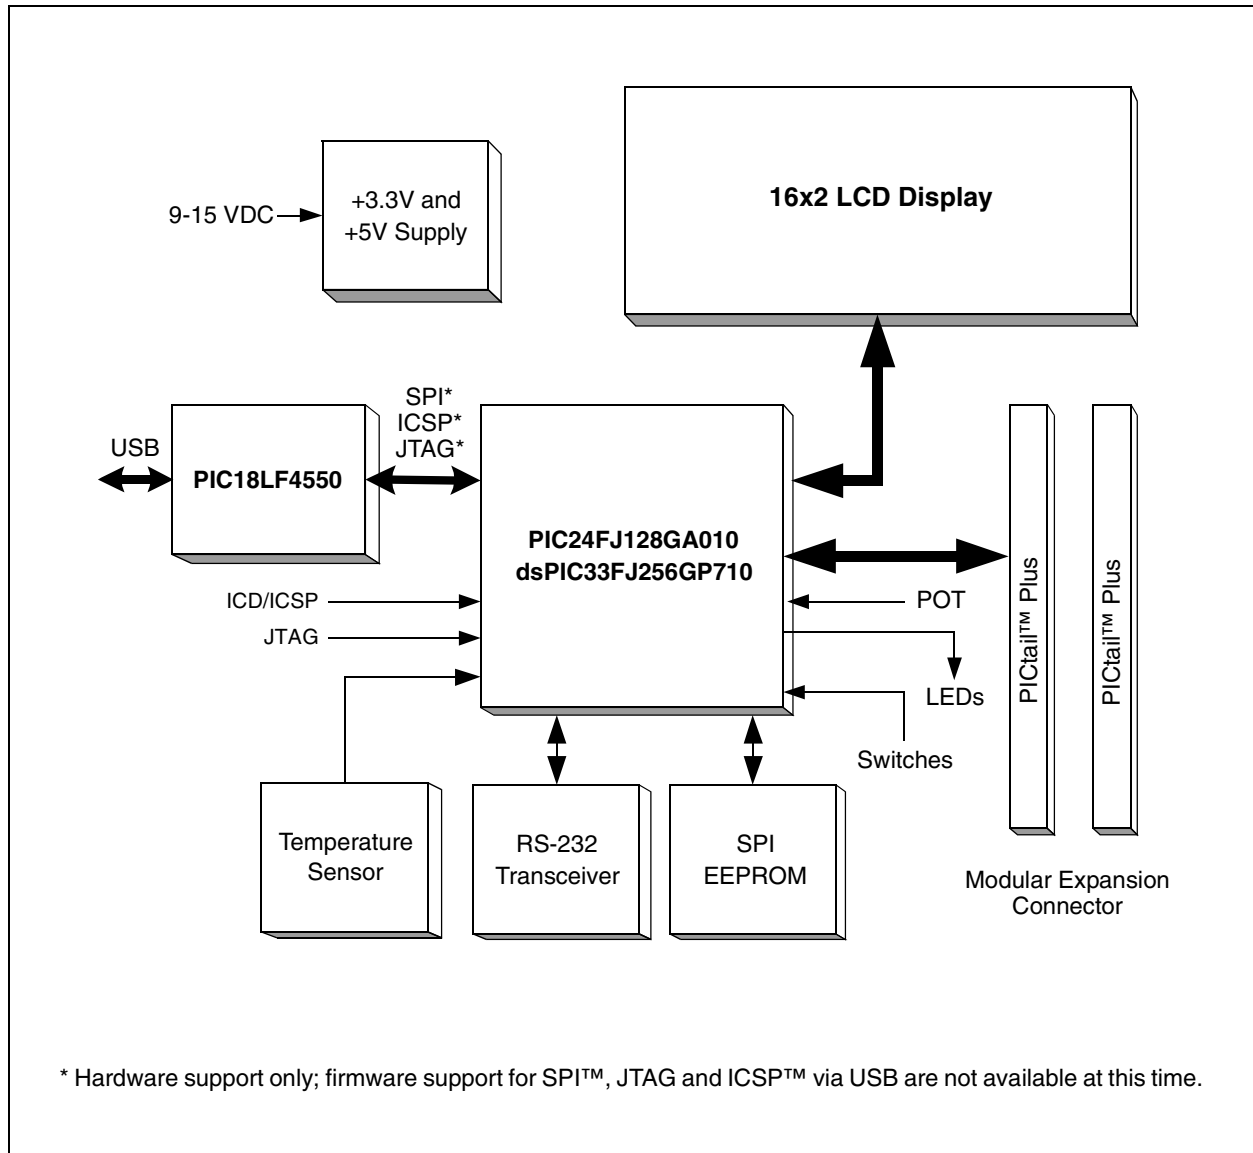 16x2 LCD Display
9-15 VDC
+3.3V and
+5V Supply
SPI*
ICSP*
JTAG*
USB
PIC18LF4550
PIC24FJ128GA010
dsPIC33FJ256GP710
ICD/ICSP
JTAG
POT
LEDs
Switches
PICtail™ Plus
PICtail™ Plus
Temperature
Sensor
RS-232
Transceiver
SPI
EEPROM
Modular Expansion
Connector
* Hardware support only; firmware support for SPI™, JTAG and ICSP™ via USB are not available at this time.